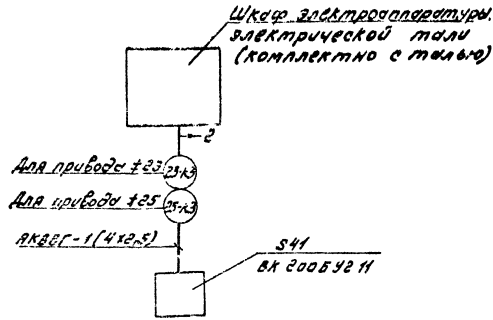 Шкаф электроаппаратуры
электрической тали
(комплектно с талью)
2
Для привода #23
23-К3
Для привода #25
25-К3
АКВВГ-1(4×2,5)
S41
ВК 200БУ2 11